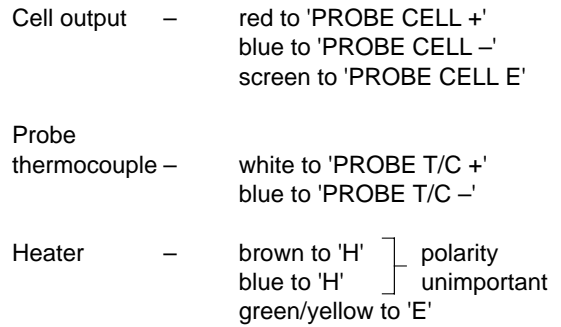 Cell output – red to 'PROBE CELL +'
blue to 'PROBE CELL –'
screen to 'PROBE CELL E'
Probe
thermocouple – white to 'PROBE T/C +'
blue to 'PROBE T/C –'
Heater – brown to 'H' polarity
blue to 'H' unimportant
green/yellow to 'E'